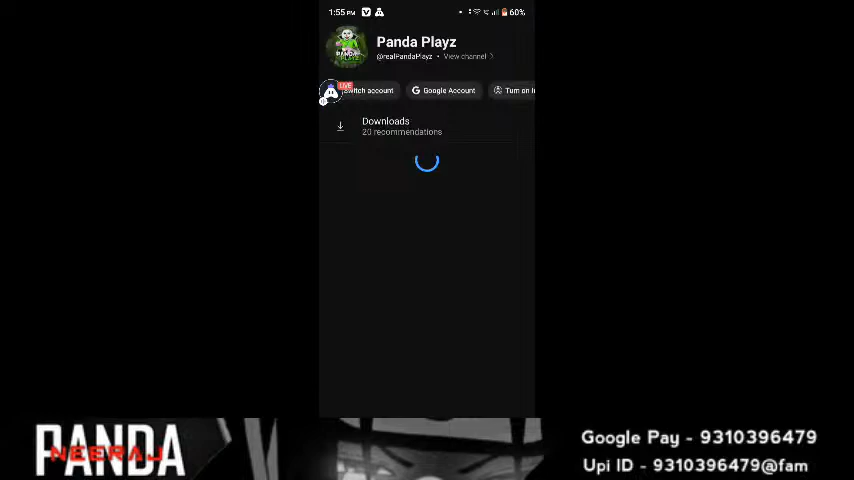 1:55 PM
60%
Panda Playz
@realPandaPlayz • View channel
LIVE
Switch account
Google Account
Turn on I
Downloads
20 recommendations
PANDA
NEERAJ
Google Pay - 9310396479
Upi ID - 9310396479@fam